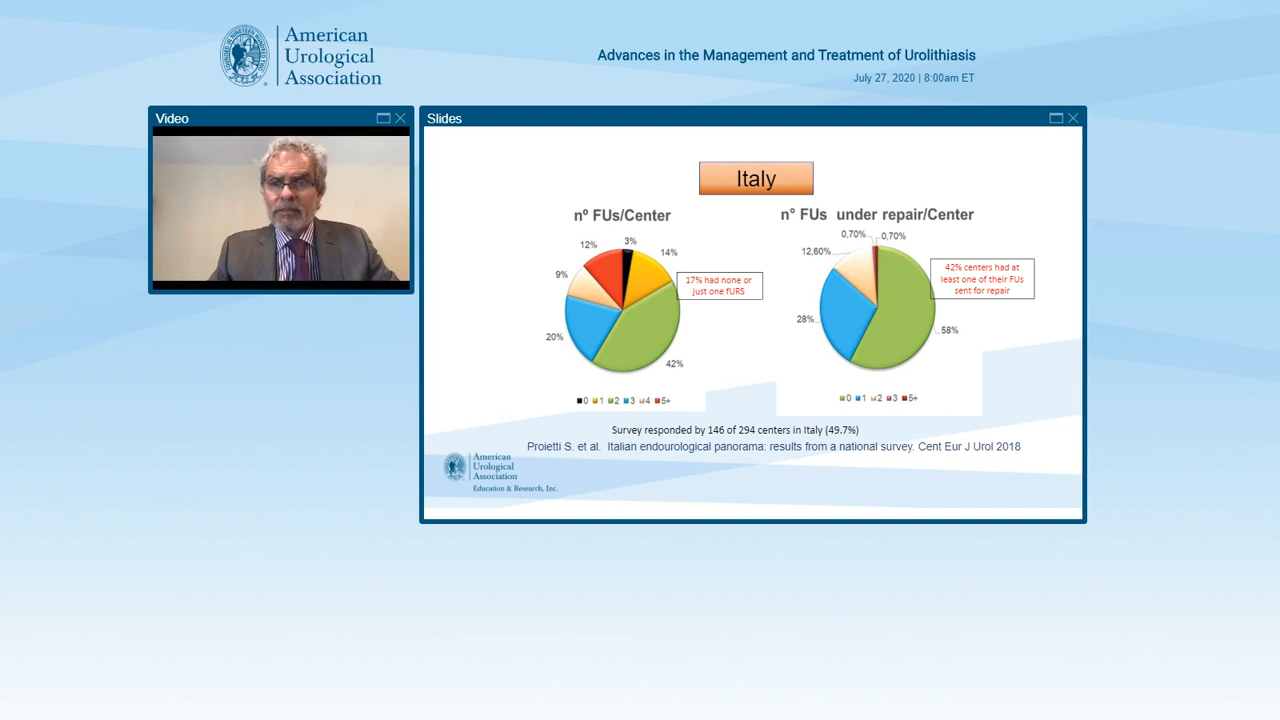 American
Urological
Association
Advances in the Management and Treatment of Urolithiasis
July 27, 2020 | 8:00am ET
Video
Slides
Italy
nº FUs/Center
3%
14%
42%
20%
9%
12%
17% had none or
just one fURS
0 1 2 3 4 5+
n° FUs under repair/Center
0,70%
0,70%
12,60%
28%
58%
42% centers had at
least one of their FUs
sent for repair
0 1 2 3 5+
Survey responded by 146 of 294 centers in Italy (49.7%)
Proietti S. et al. Italian endourological panorama: results from a national survey. Cent Eur J Urol 2018
American
Urological
Association
Education & Research, Inc.